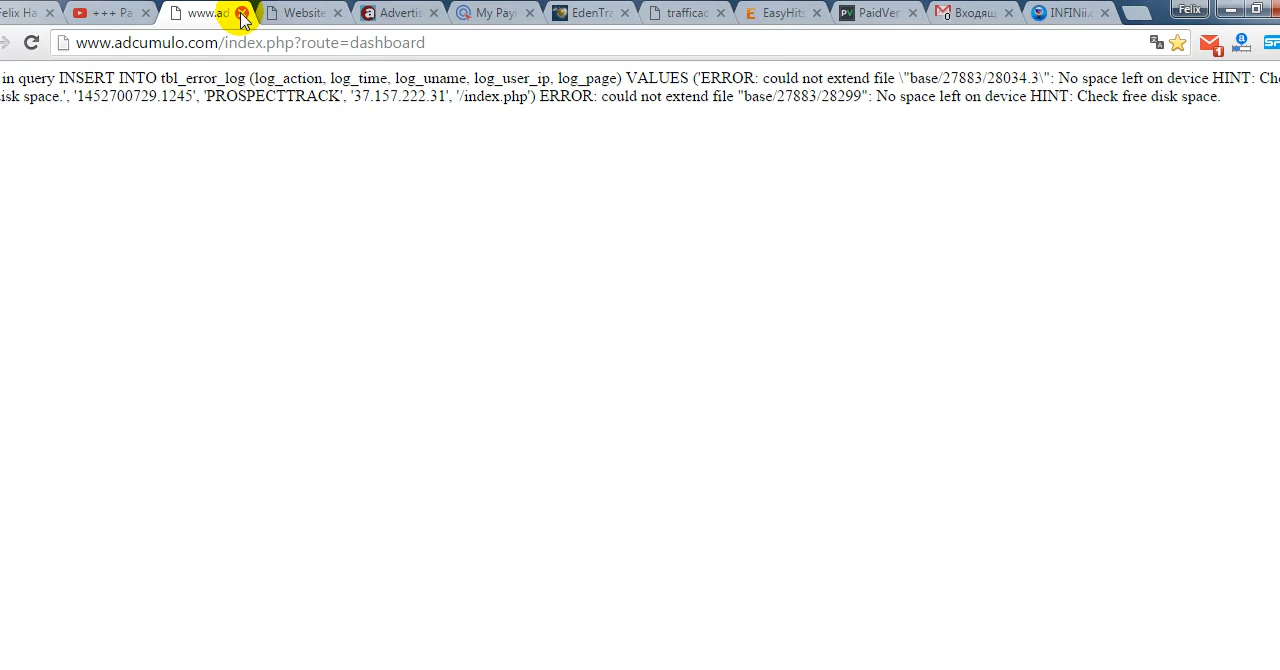 Felix Ha
+++ Pa
www.ad
Website
Advertis
My Pay
EdenTra
trafficad
EasyHits
PaidVer
Входящ
INFINii.
Felix
www.adcumulo.com/index.php?route=dashboard
in query INSERT INTO tbl_error_log (log_action, log_time, log_uname, log_user_ip, log_page) VALUES ('ERROR: could not extend file \"base/27883/28034.3\": No space left on device HINT: Che
isk space.', '1452700729.1245', 'PROSPECTTRACK', '37.157.222.31', '/index.php') ERROR: could not extend file "base/27883/28299": No space left on device HINT: Check free disk space.